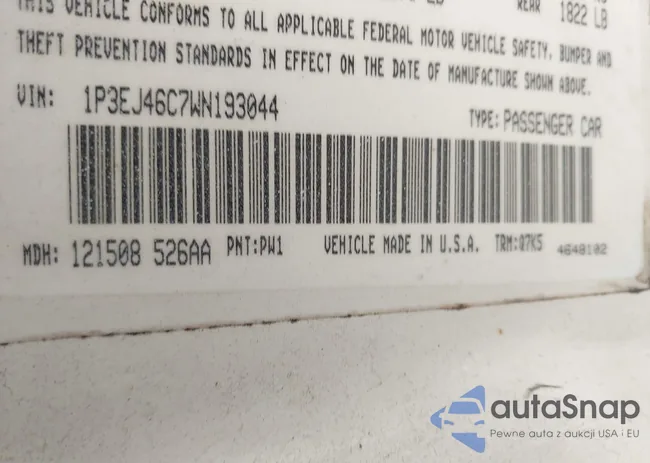 THIS VEHICLE CONFORMS TO ALL APPLICABLE FEDERAL MOTOR VEHICLE SAFETY, BUMPER AND
REAR 1822 LB
THEFT PREVENTION STANDARDS IN EFFECT ON THE DATE OF MANUFACTURE SHOWN ABOVE.
VIN: 1P3EJ46C7WN193044
TYPE: PASSENGER CAR
MDH: 121508 526AA PNT:PW1 VEHICLE MADE IN U.S.A. TRM:Q7K5 4648102
autaSnap
Pewne auta z aukcji USA i EU